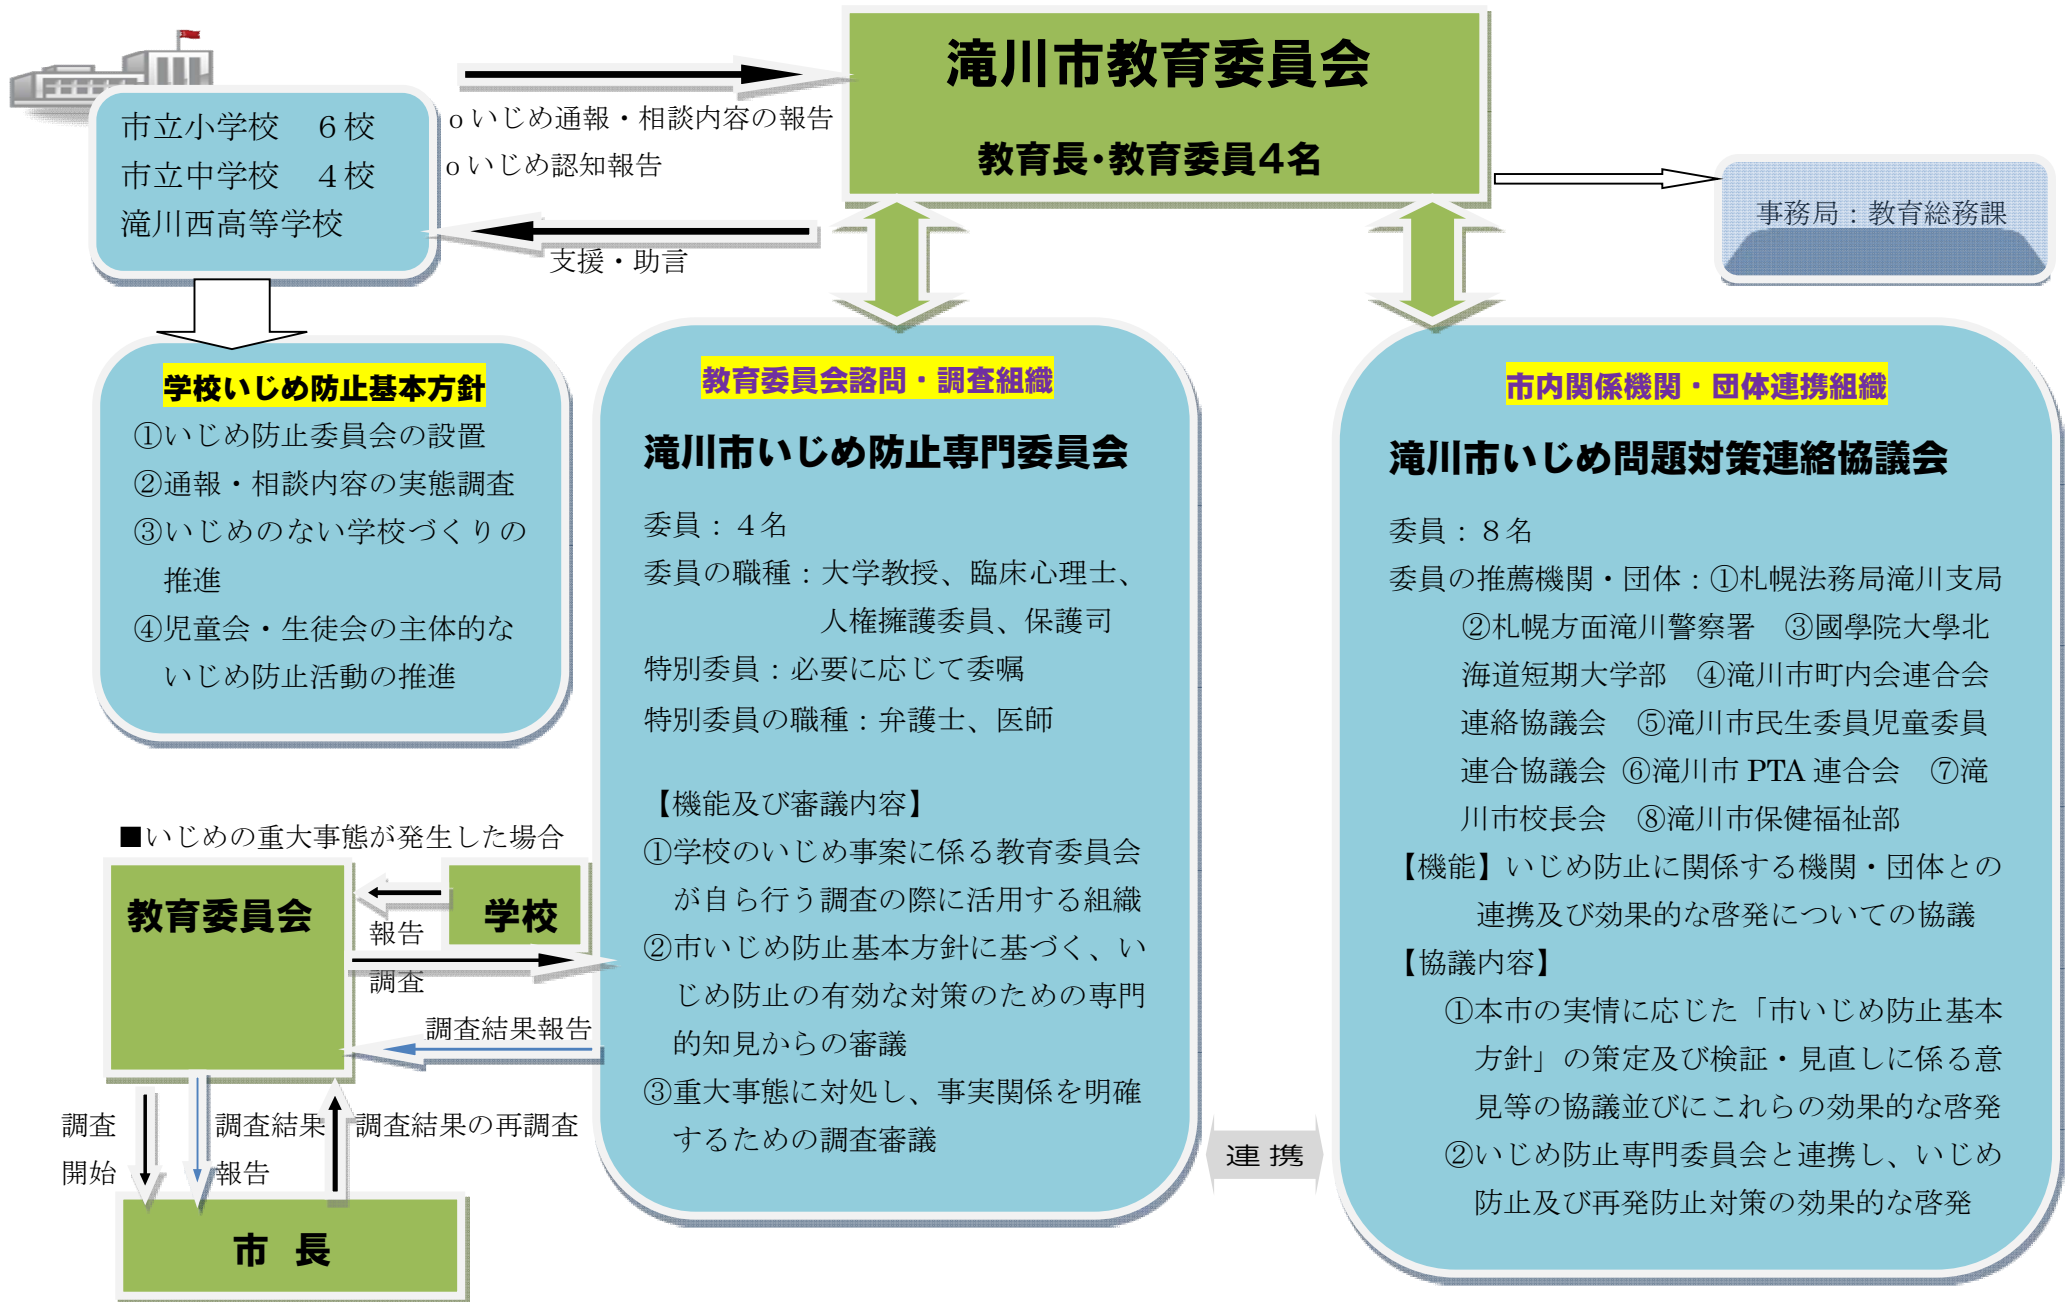 滝川市教育委員会
教育長・教育委員4名
市立小学校　６校
市立中学校　４校
滝川西高等学校
oいじめ通報・相談内容の報告
oいじめ認知報告
支援・助言
事務局：教育総務課
学校いじめ防止基本方針
①いじめ防止委員会の設置
②通報・相談内容の実態調査
③いじめのない学校づくりの
推進
④児童会・生徒会の主体的な
いじめ防止活動の推進
教育委員会諮問・調査組織
滝川市いじめ防止専門委員会
委員：４名
委員の職種：大学教授、臨床心理士、
人権擁護委員、保護司
特別委員：必要に応じて委嘱
特別委員の職種：弁護士、医師
【機能及び審議内容】
①学校のいじめ事案に係る教育委員会
が自ら行う調査の際に活用する組織
②市いじめ防止基本方針に基づく、い
じめ防止の有効な対策のための専門
的知見からの審議
③重大事態に対処し、事実関係を明確
するための調査審議
連携
市内関係機関・団体連携組織
滝川市いじめ問題対策連絡協議会
委員：８名
委員の推薦機関・団体：①札幌法務局滝川支局
②札幌方面滝川警察署　③國學院大學北
海道短期大学部　④滝川市町内会連合会
連絡協議会　⑤滝川市民生委員児童委員
連合協議会 ⑥滝川市 PTA 連合会　⑦滝
川市校長会　⑧滝川市保健福祉部
【機能】いじめ防止に関係する機関・団体との
連携及び効果的な啓発についての協議
【協議内容】
①本市の実情に応じた「市いじめ防止基本
方針」の策定及び検証・見直しに係る意
見等の協議並びにこれらの効果的な啓発
②いじめ防止専門委員会と連携し、いじめ
防止及び再発防止対策の効果的な啓発
■いじめの重大事態が発生した場合
教育委員会
学校
報告
調査
調査結果報告
調査
開始
調査結果
報告
調査結果の再調査
市 長